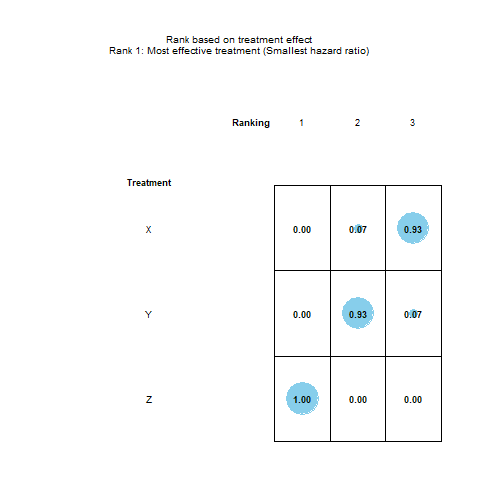 Rank based on treatment effect
Rank 1: Most effective treatment (Smallest hazard ratio)
Ranking 1 2 3
Treatment
X 0.00 0.07 0.93
Y 0.00 0.93 0.07
Z 1.00 0.00 0.00